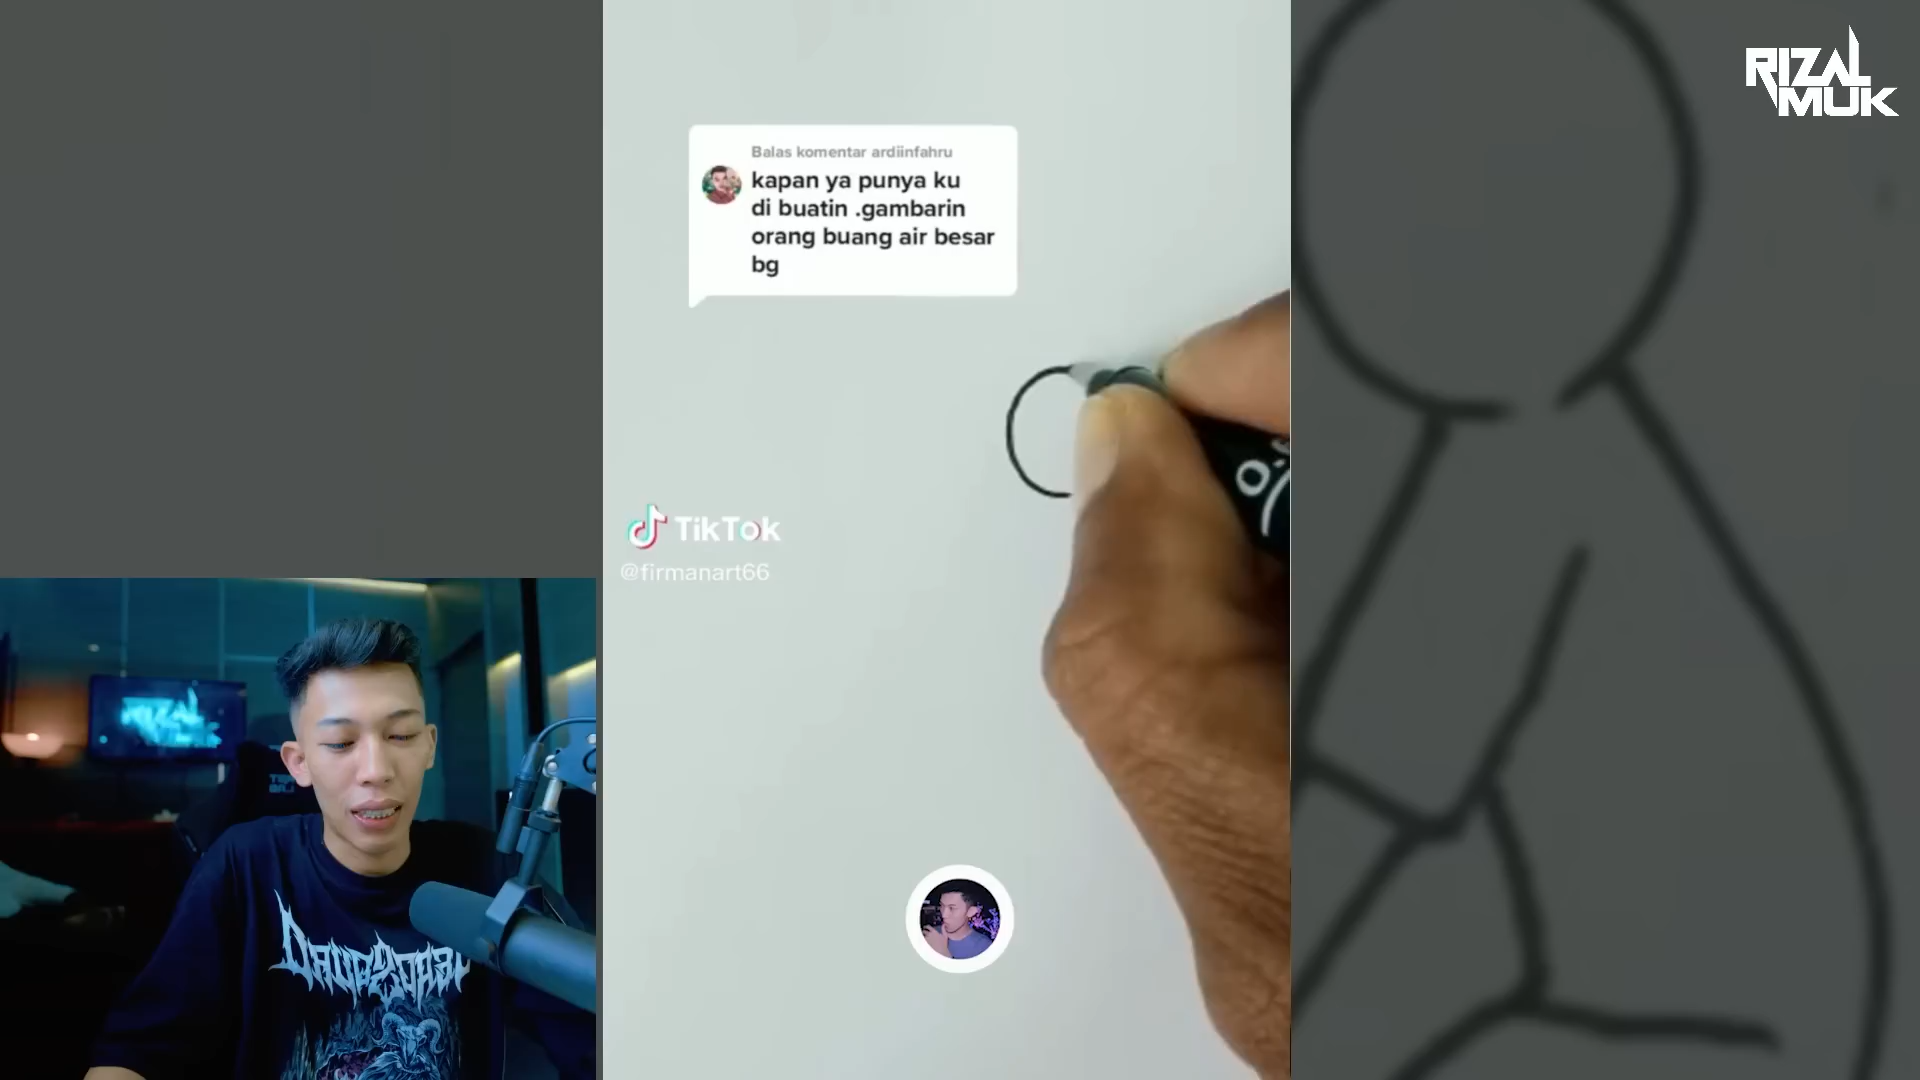 RIZAL
MUK
Balas komentar ardiinfahru
kapan ya punya ku
di buatin .gambarin
orang buang air besar
bg
TikTok
@firmanart66
RIZAL